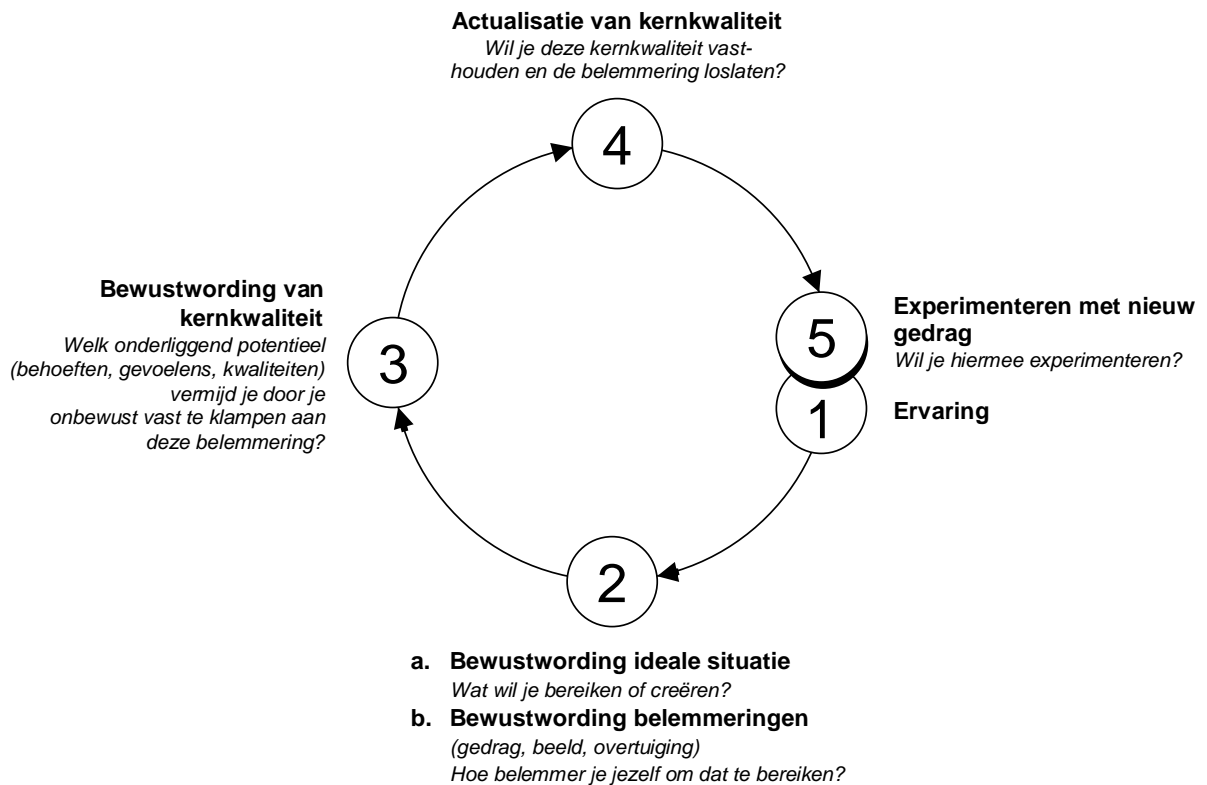 Actualisatie van kernkwaliteit
Wil je deze kernkwaliteit vast-
houden en de belemmering loslaten?
4
Bewustwording van
kernkwaliteit
Welk onderliggend potentieel
(behoeften, gevoelens, kwaliteiten)
vermijd je door je
onbewust vast te klampen aan
deze belemmering?
3
5
Experimenteren met nieuw
gedrag
Wil je hiermee experimenteren?
1
Ervaring
2
a. Bewustwording ideale situatie
Wat wil je bereiken of creëren?
b. Bewustwording belemmeringen
(gedrag, beeld, overtuiging)
Hoe belemmer je jezelf om dat te bereiken?